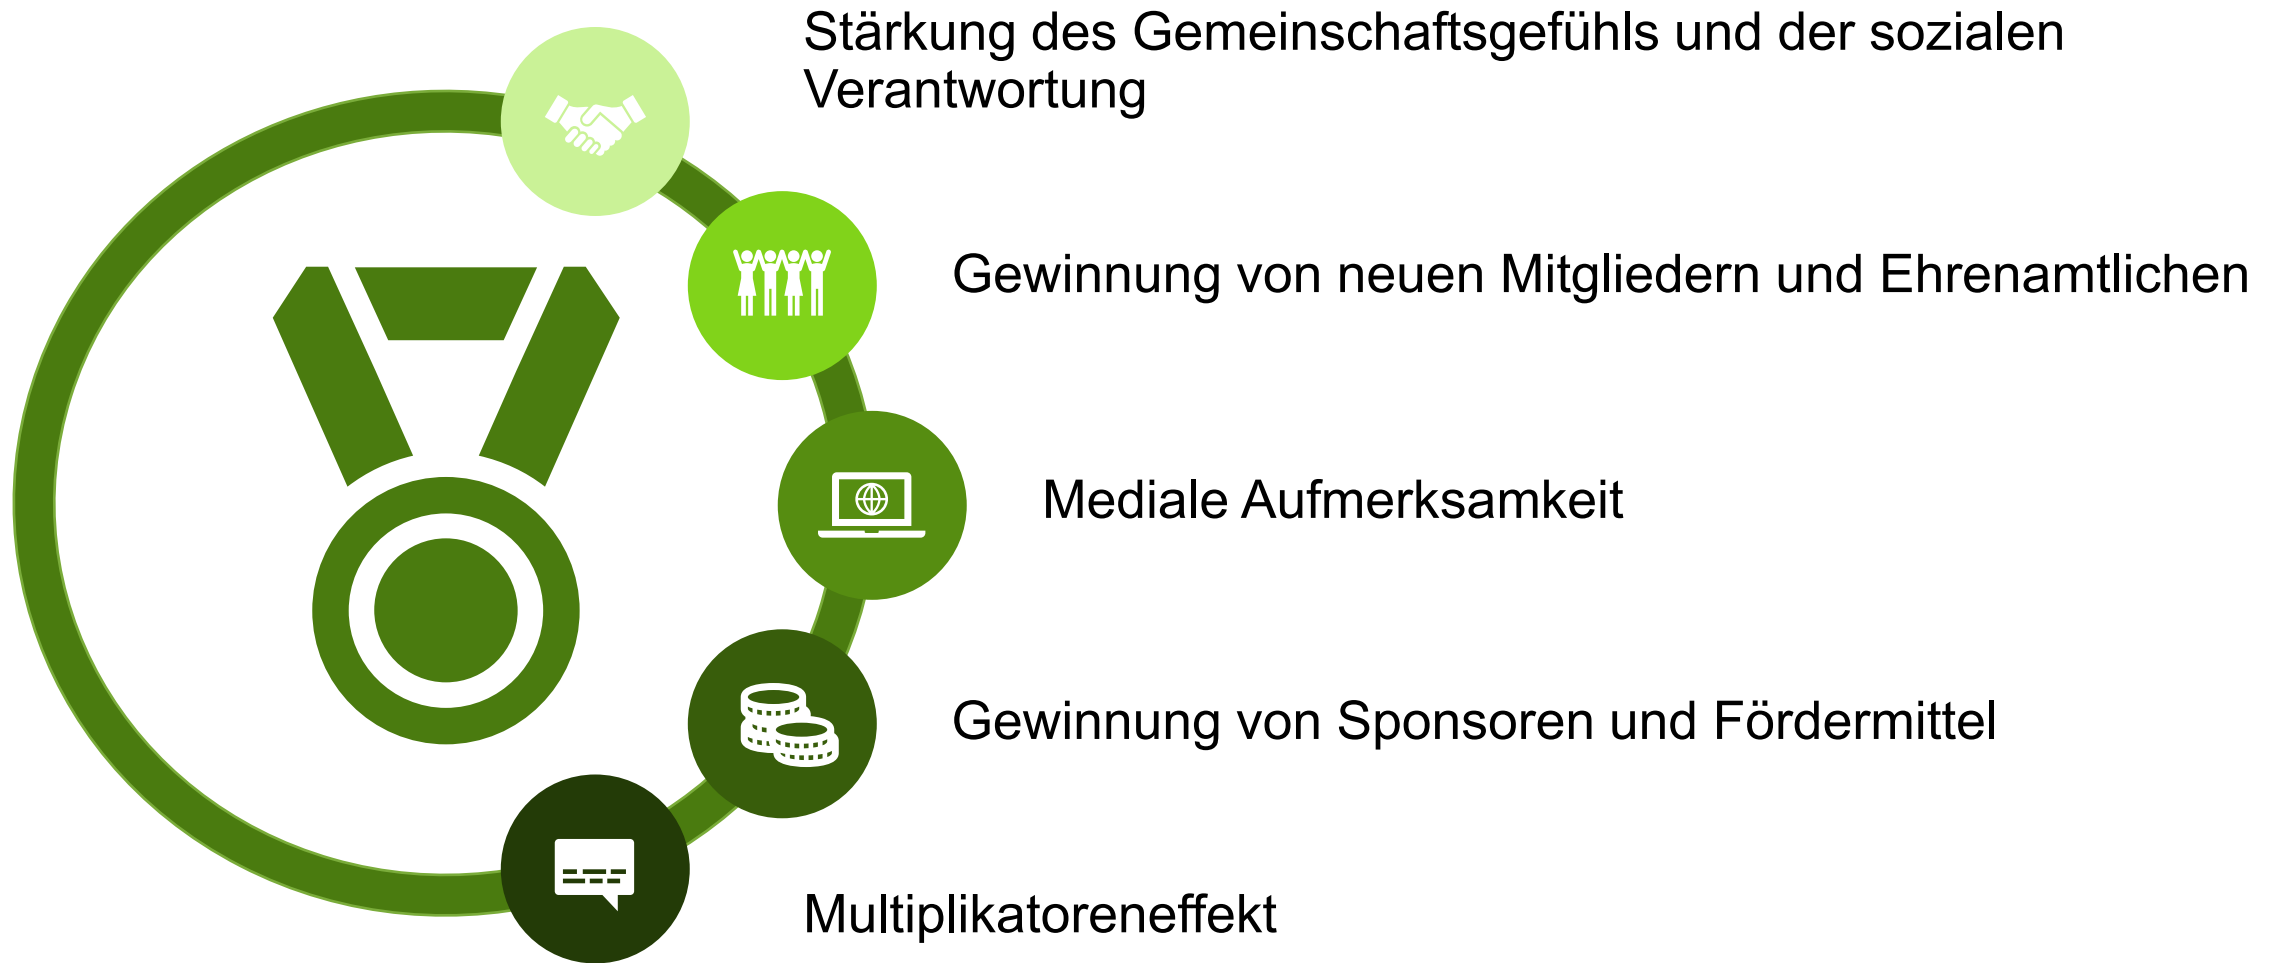 Stärkung des Gemeinschaftsgefühls und der sozialen
Verantwortung
Gewinnung von neuen Mitgliedern und Ehrenamtlichen
Mediale Aufmerksamkeit
Gewinnung von Sponsoren und Fördermittel
Multiplikatoreneffekt